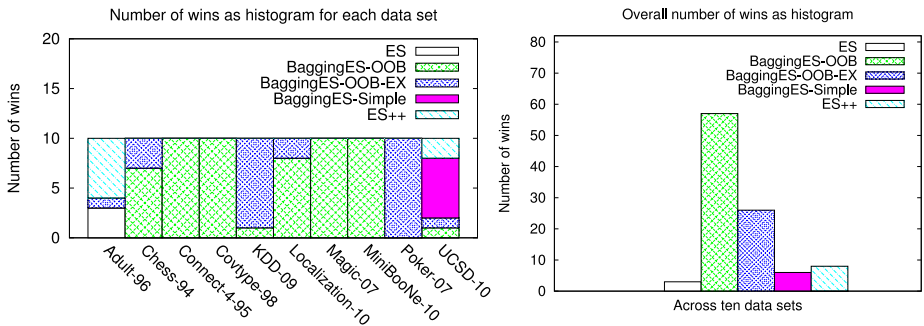 Number of wins as histogram for each data set
Number of wins
20
15
10
5
0
ES
BaggingES-OOB
BaggingES-OOB-EX
BaggingES-Simple
ES++
Adult-96
Chess-94
Connect-4-95
Covtype-98
KDD-09
Localization-10
Magic-07
MiniBooNe-10
Poker-07
UCSD-10
Overall number of wins as histogram
Number of wins
80
70
60
50
40
30
20
10
0
ES
BaggingES-OOB
BaggingES-OOB-EX
BaggingES-Simple
ES++
Across ten data sets